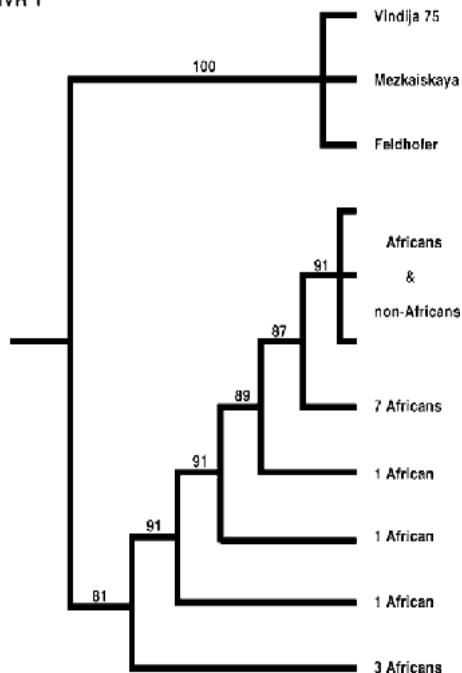 Vindija 75
100
Mezkaiskaya
Feldhofer
Africans
91
&
non-Africans
87
89
7 Africans
91
1 African
91
1 African
81
1 African
3 Africans